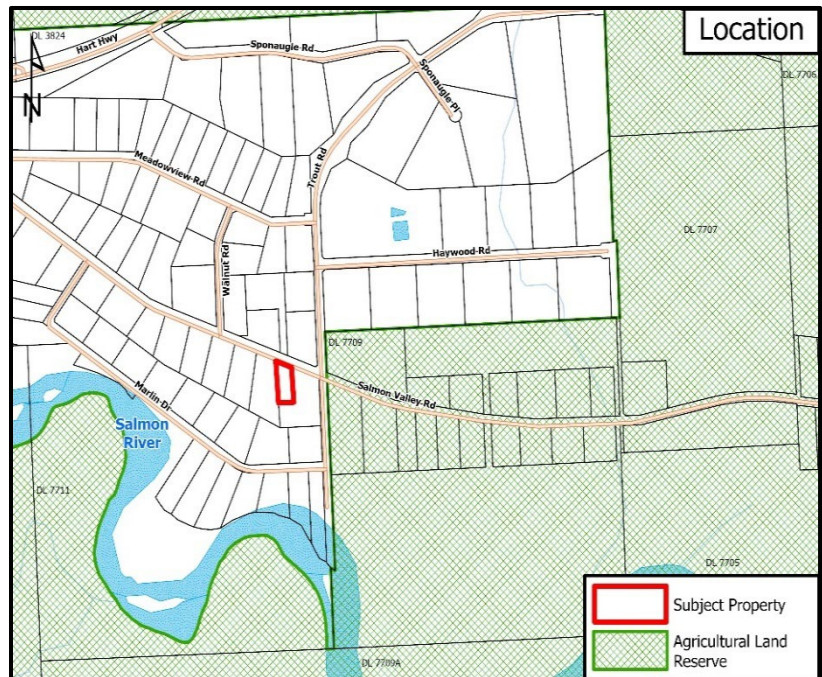 Location
DL 3824
Hart Hwy
N
Sponaugle Rd
Sponaugle Pl
DL 7706
Trout Rd
Meadowview Rd
DL 7707
Walnut Rd
Haywood Rd
DL 7709
Salmon Valley Rd
Marlin Dr
Salmon
River
DL 7711
DL 7705
DL 7709A
Subject Property
Agricultural Land
Reserve